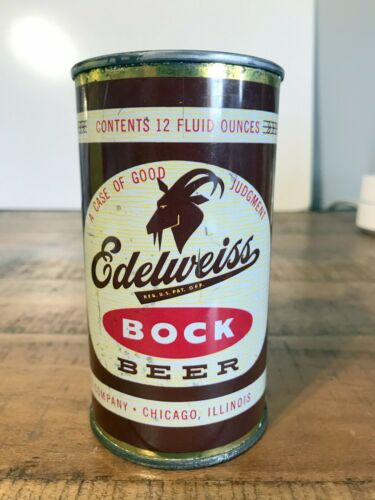 CONTENTS 12 FLUID OUNCES
A CASE OF GOOD JUDGMENT
Edelweiss
REG. U.S. PAT. OFF.
BOCK
BEER
COMPANY • CHICAGO, ILLINOIS